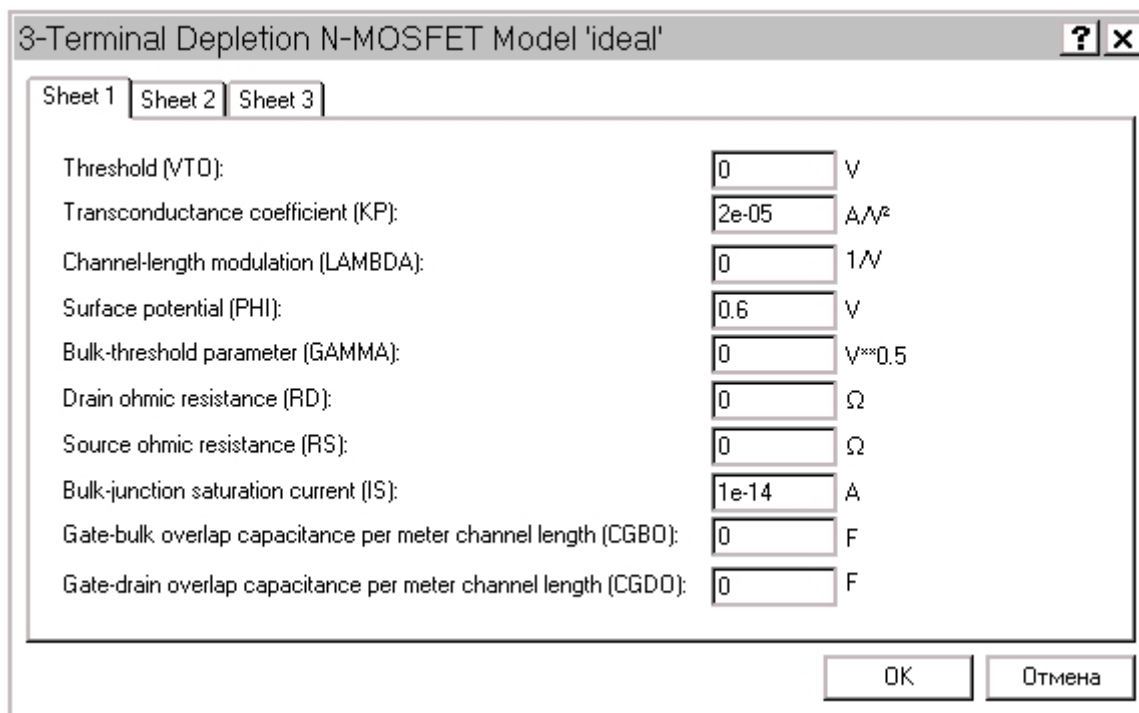 3-Terminal Depletion N-MOSFET Model 'ideal' ? ×
Sheet 1 Sheet 2 Sheet 3
Threshold (VTO): 0 V
Transconductance coefficient (KP): 2e-05 A/V²
Channel-length modulation (LAMBDA): 0 1/V
Surface potential (PHI): 0.6 V
Bulk-threshold parameter (GAMMA): 0 V**0.5
Drain ohmic resistance (RD): 0 Ω
Source ohmic resistance (RS): 0 Ω
Bulk-junction saturation current (IS): 1e-14 A
Gate-bulk overlap capacitance per meter channel length (CGBO): 0 F
Gate-drain overlap capacitance per meter channel length (CGDO): 0 F
OK Отмена